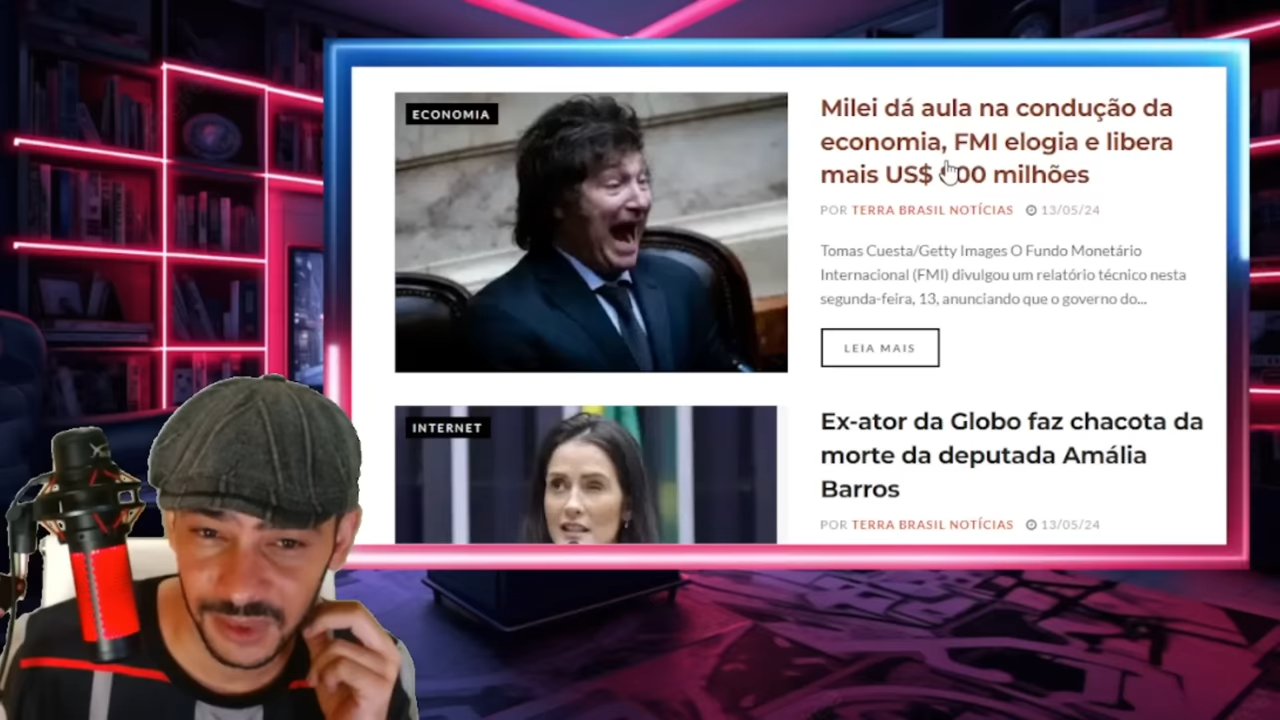 ECONOMIA
Milei dá aula na condução da
economia, FMI elogia e libera
mais US$ 00 milhões
POR TERRA BRASIL NOTÍCIAS 13/05/24
Tomas Cuesta/Getty Images O Fundo Monetário
Internacional (FMI) divulgou um relatório técnico nesta
segunda-feira, 13, anunciando que o governo do...
LEIA MAIS
INTERNET
Ex-ator da Globo faz chacota da
morte da deputada Amália
Barros
POR TERRA BRASIL NOTÍCIAS 13/05/24